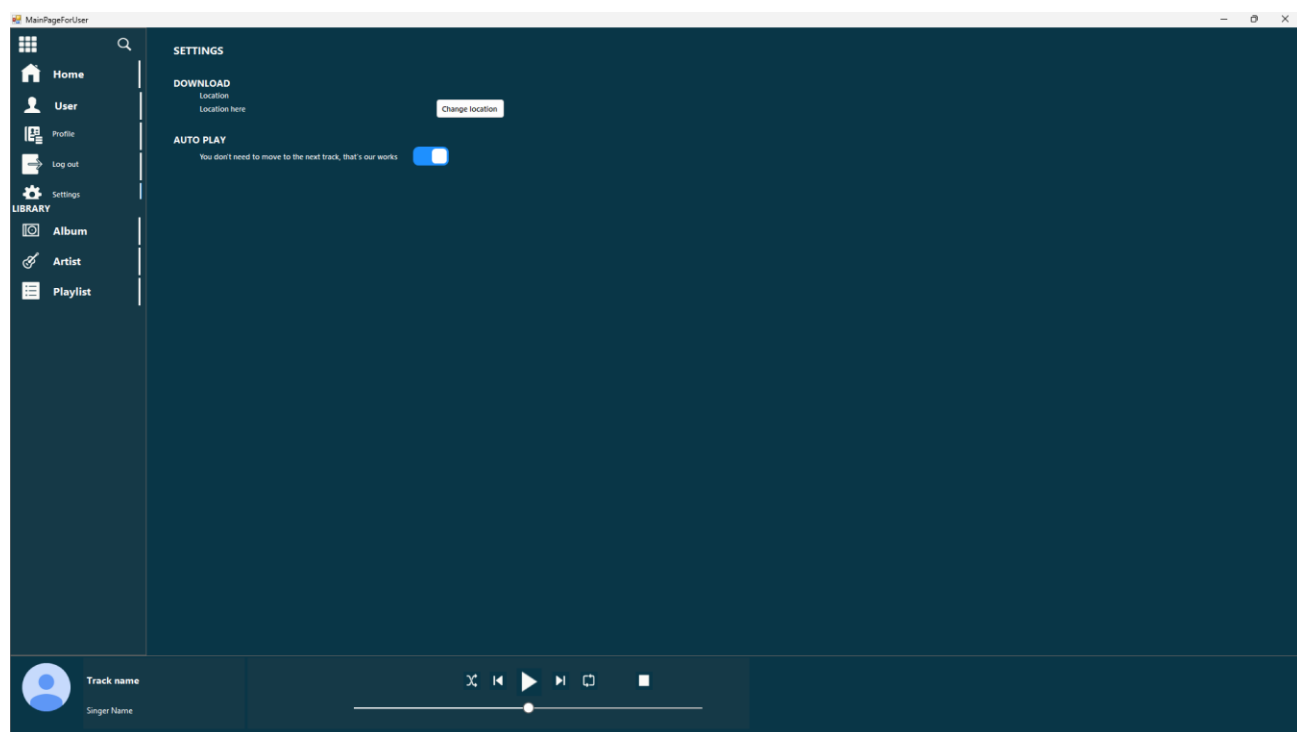 MainPageForUser
Home
User
Profile
Log out
Settings
LIBRARY
Album
Artist
Playlist
SETTINGS
DOWNLOAD
Location
Location here
Change location
AUTO PLAY
You don't need to move to the next track, that's our works
Track name
Singer Name